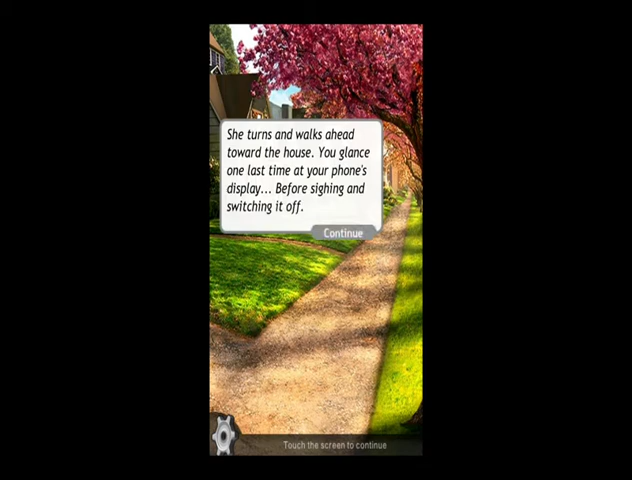 She turns and walks ahead
toward the house. You glance
one last time at your phone's
display... Before sighing and
switching it off.
Continue
Touch the screen to continue